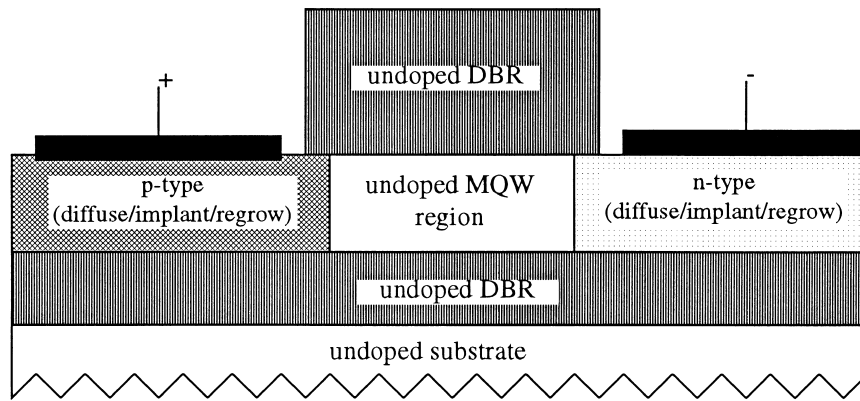 undoped DBR
+
-
p-type
(diffuse/implant/regrow)
undoped MQW
region
n-type
(diffuse/implant/regrow)
undoped DBR
undoped substrate